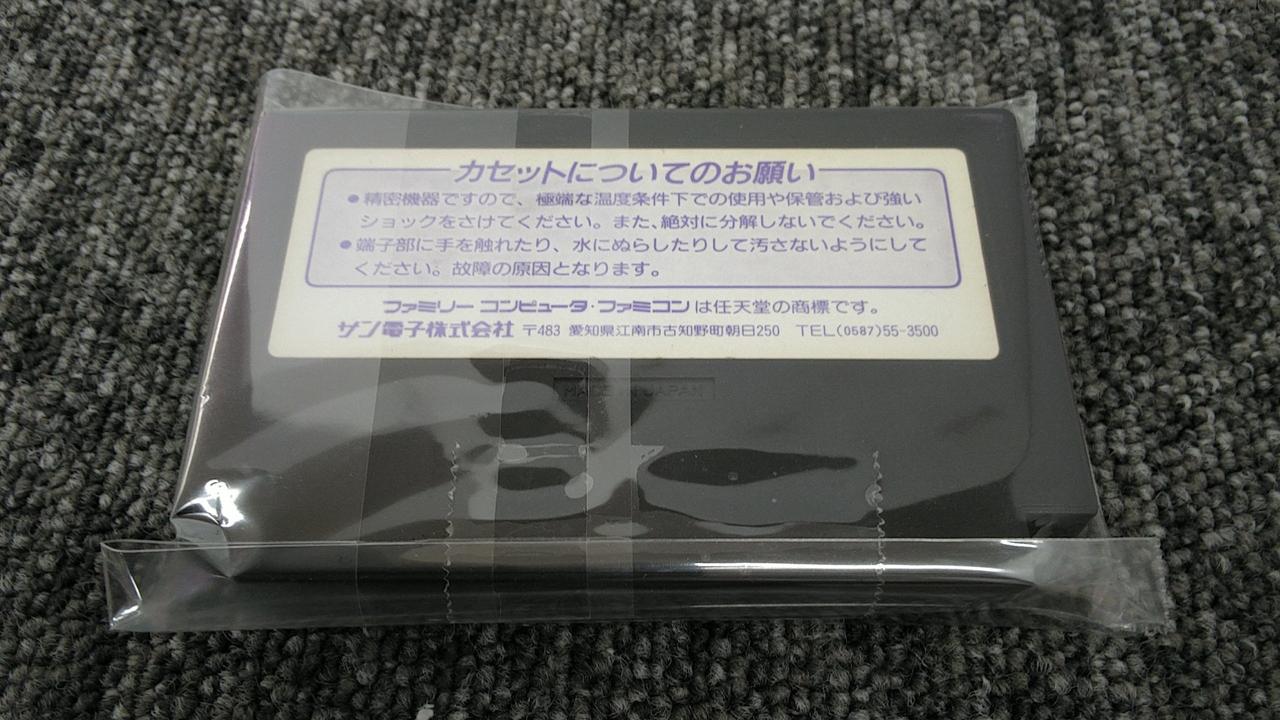 カセットについてのお願い
●精密機器ですので、極端な温度条件下での使用や保管および強い
ショックをさけてください。また、絶対に分解しないでください。
●端子部に手を触れたり、水にぬらしたりして汚さないようにして
ください。故障の原因となります。
ファミリー コンピュータ・ファミコンは任天堂の商標です。
サン電子株式会社 〒483 愛知県江南市古知野町朝日250 TEL(0587)55-3500
MADE IN JAPAN